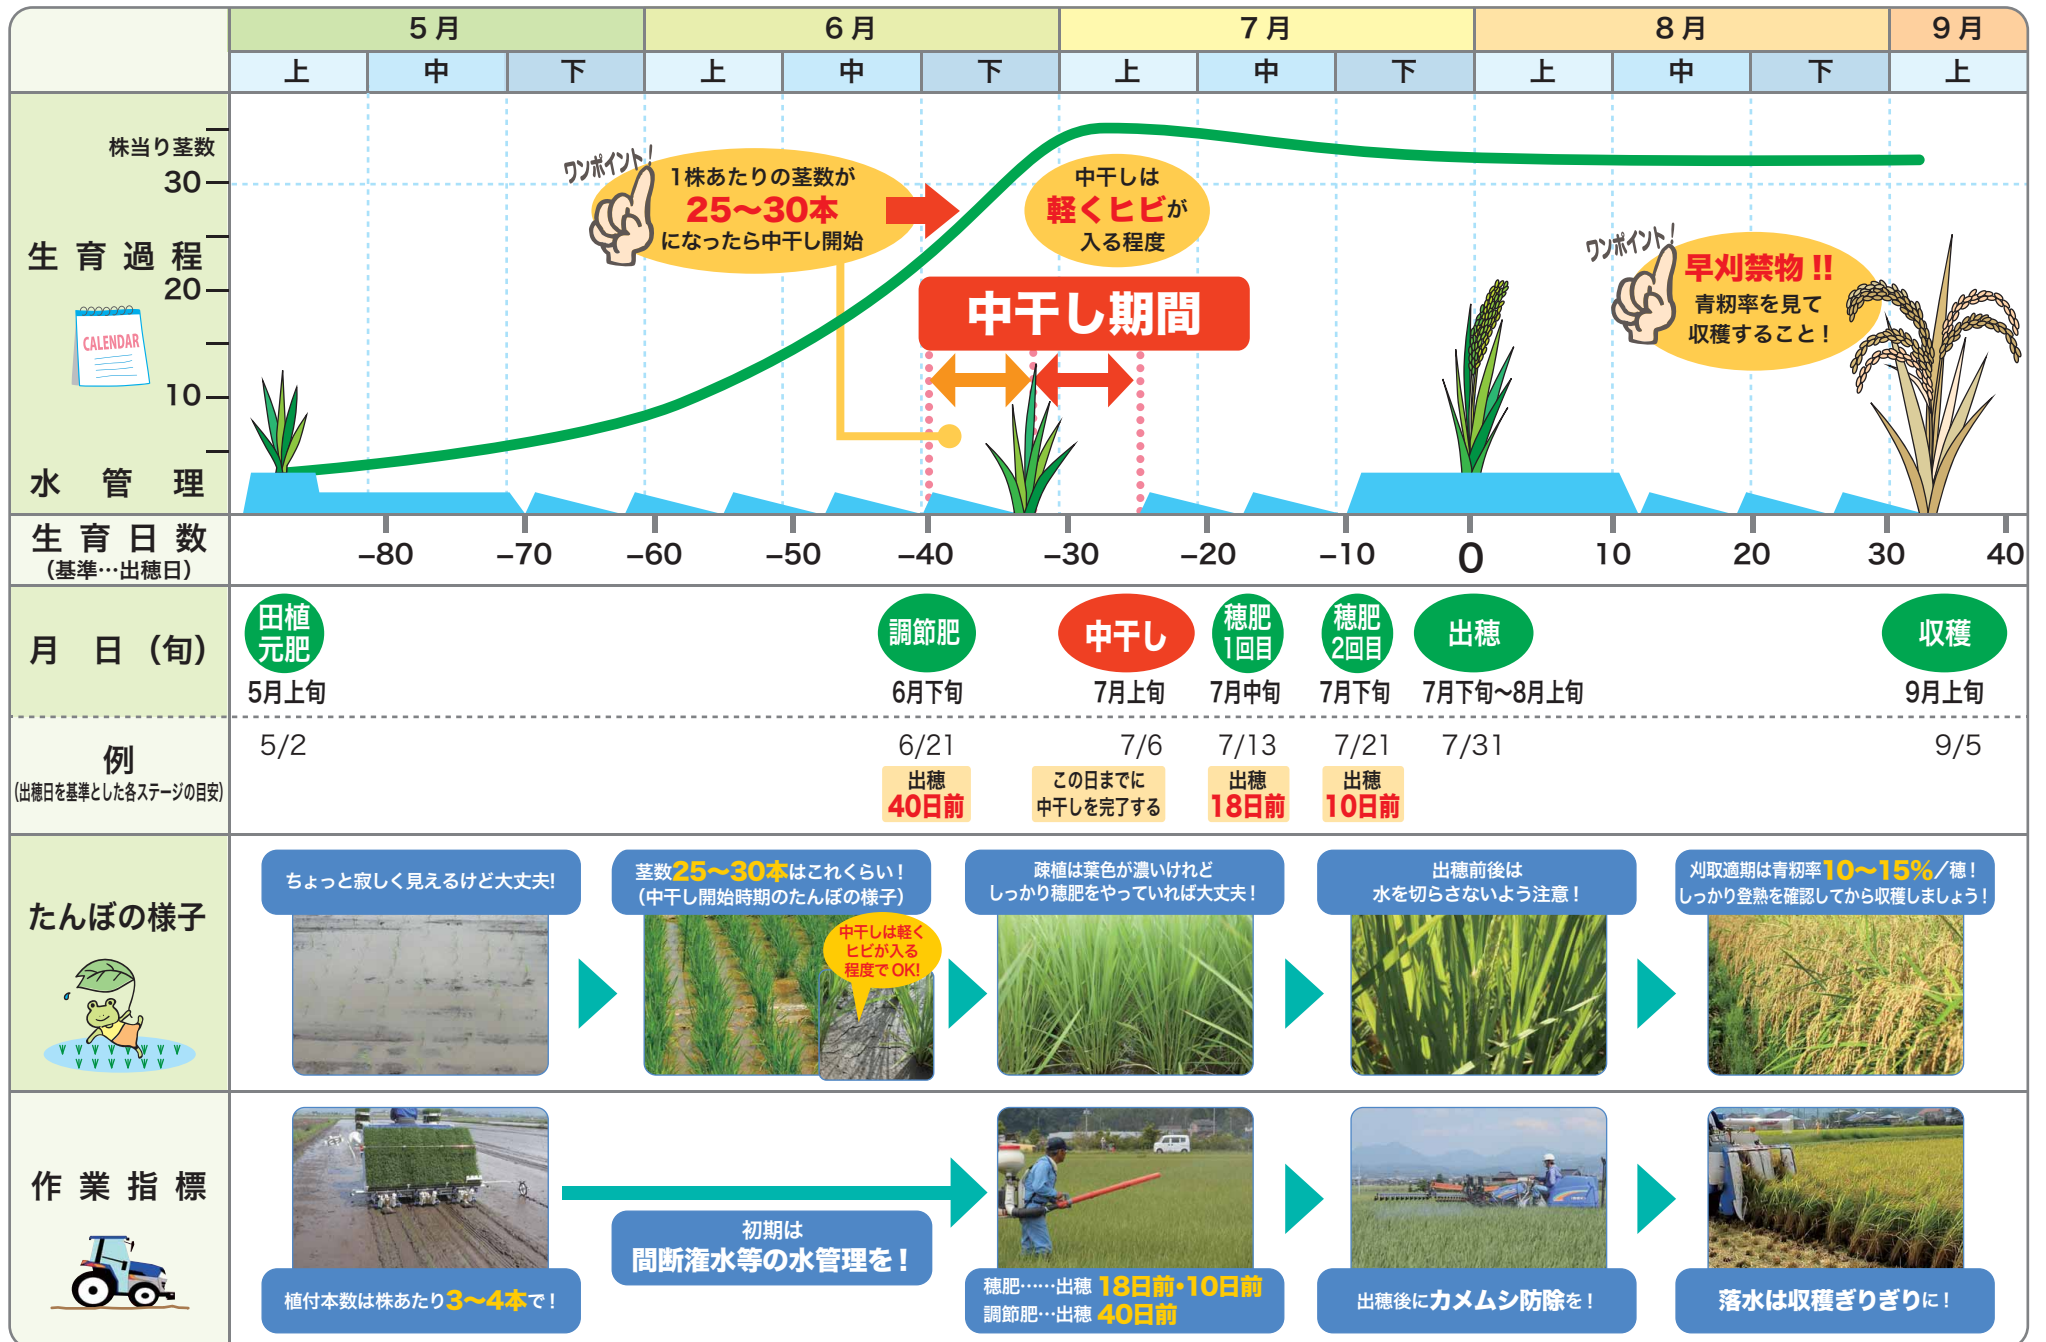 5月 6月 7月 8月 9月
上 中 下 上 中 下 上 中 下 上 中 下 上
株当り茎数
30
20
10
生育過程
CALENDAR
水管理
ワンポイント!
1株あたりの茎数が
25〜30本
になったら中干し開始
中干しは
軽くヒビが
入る程度
中干し期間
ワンポイント!
早刈禁物!!
青籾率を見て
収穫すること!
生育日数
(基準…出穂日)
−80 −70 −60 −50 −40 −30 −20 −10 0 10 20 30 40
月日(旬)
田植
元肥
5月上旬
調節肥
6月下旬
中干し
7月上旬
穂肥
1回目
7月中旬
穂肥
2回目
7月下旬
出穂
7月下旬〜8月上旬
収穫
9月上旬
例
(出穂日を基準とした各ステージの目安)
5/2
6/21
出穂
40日前
7/6
この日までに
中干しを完了する
7/13
出穂
18日前
7/21
出穂
10日前
7/31
9/5
たんぼの様子
ちょっと寂しく見えるけど大丈夫!
茎数25〜30本はこれくらい!
(中干し開始時期のたんぼの様子)
中干しは軽く
ヒビが入る
程度でOK!
疎植は葉色が濃いけれど
しっかり穂肥をやっていれば大丈夫!
出穂前後は
水を切らさないよう注意!
刈取適期は青籾率10〜15%/穂!
しっかり登熟を確認してから収穫しましょう!
作業指標
植付本数は株あたり3〜4本で!
初期は
間断潅水等の水管理を!
穂肥……出穂 18日前・10日前
調節肥…出穂 40日前
出穂後にカメムシ防除を!
落水は収穫ぎりぎりに!